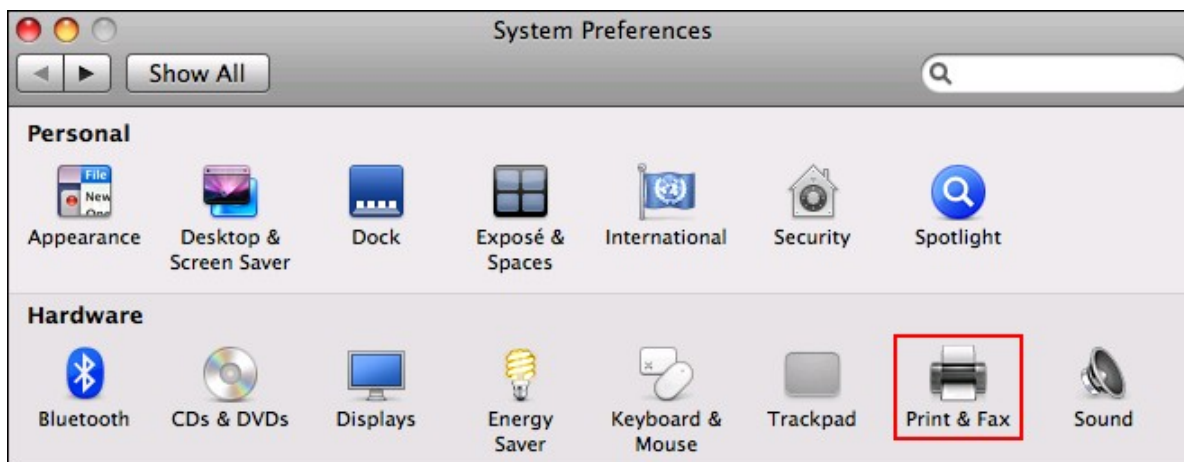 System Preferences
Show All
Personal
File
New
One
Appearance
Desktop &
Screen Saver
Dock
Exposé &
Spaces
International
Security
Spotlight
Hardware
Bluetooth
CDs & DVDs
Displays
Energy
Saver
Keyboard &
Mouse
Trackpad
Print & Fax
Sound